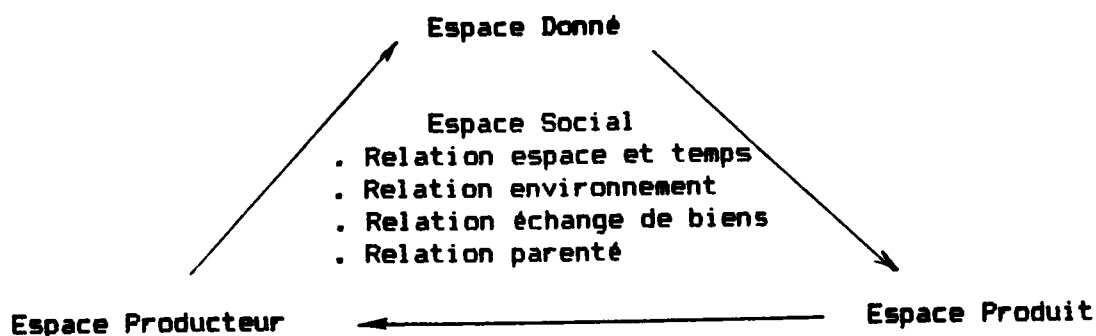 Espace Donné
Espace Social
. Relation espace et temps
. Relation environnement
. Relation échange de biens
. Relation parenté
Espace Producteur
Espace Produit